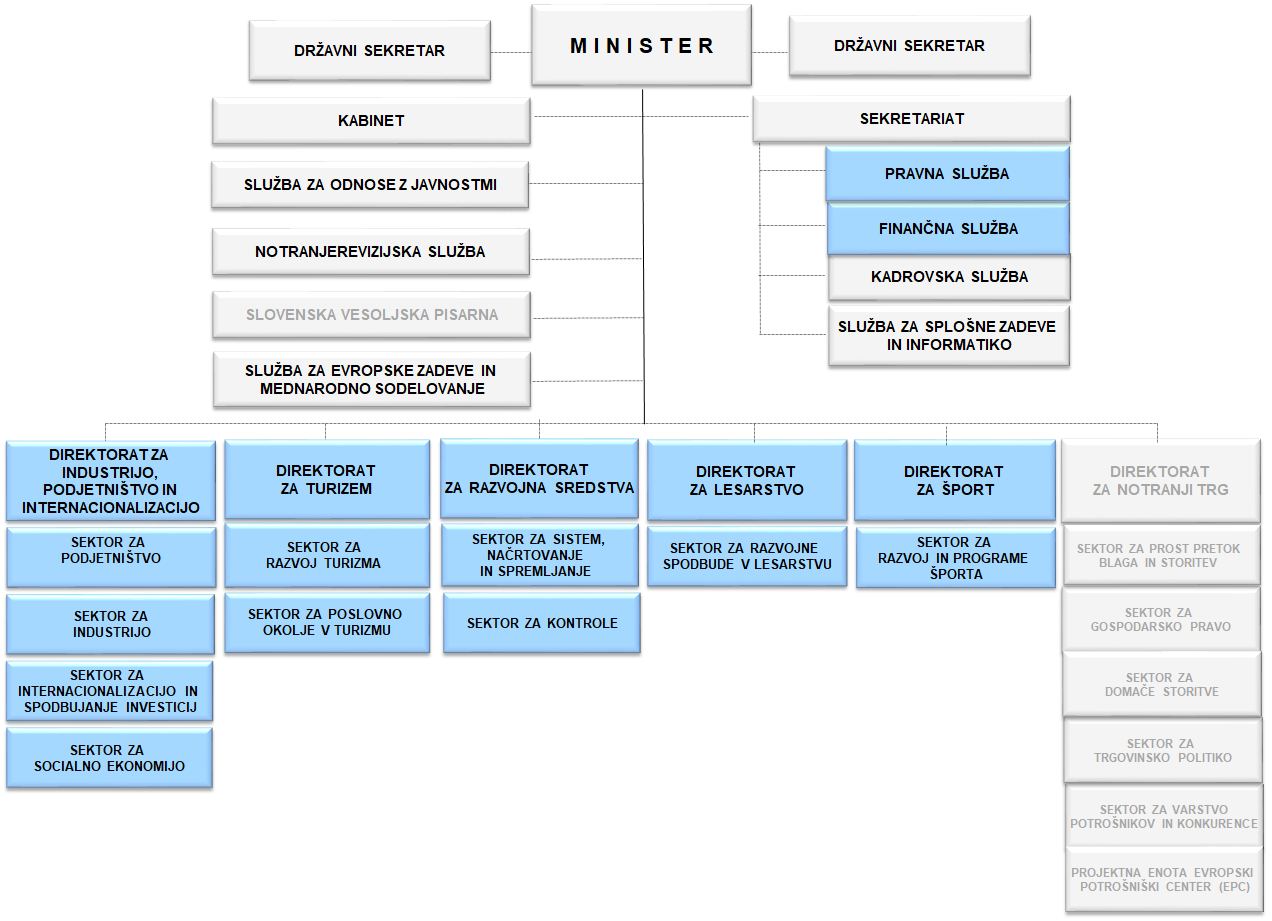 DRŽAVNI SEKRETAR
MINISTER
DRŽAVNI SEKRETAR
KABINET
SLUŽBA ZA ODNOSE Z JAVNOSTMI
NOTRANJEREVIZIJSKA SLUŽBA
SLOVENSKA VESOLJSKA PISARNA
SLUŽBA ZA EVROPSKE ZADEVE IN
MEDNARODNO SODELOVANJE
SEKRETARIAT
PRAVNA SLUŽBA
FINANČNA SLUŽBA
KADROVSKA SLUŽBA
SLUŽBA ZA SPLOŠNE ZADEVE
IN INFORMATIKO
DIREKTORAT ZA
INDUSTRIJO,
PODJETNIŠTVO IN
INTERNACIONALIZACIJO
SEKTOR ZA
PODJETNIŠTVO
SEKTOR ZA
INDUSTRIJO
SEKTOR ZA
INTERNACIONALIZACIJO IN
SPODBUJANJE INVESTICIJ
SEKTOR ZA
SOCIALNO EKONOMIJO
DIREKTORAT
ZA TURIZEM
SEKTOR ZA
RAZVOJ TURIZMA
SEKTOR ZA POSLOVNO
OKOLJE V TURIZMU
DIREKTORAT
ZA RAZVOJNA SREDSTVA
SEKTOR ZA SISTEM,
NAČRTOVANJE
IN SPREMLJANJE
SEKTOR ZA KONTROLE
DIREKTORAT
ZA LESARSTVO
SEKTOR ZA RAZVOJNE
SPODBUDE V LESARSTVU
DIREKTORAT
ZA ŠPORT
SEKTOR ZA
RAZVOJ IN PROGRAME
ŠPORTA
DIREKTORAT
ZA NOTRANJI TRG
SEKTOR ZA PROST PRETOK
BLAGA IN STORITEV
SEKTOR ZA
GOSPODARSKO PRAVO
SEKTOR ZA
DOMAČE STORITVE
SEKTOR ZA
TRGOVINSKO POLITIKO
SEKTOR ZA VARSTVO
POTROŠNIKOV IN KONKURENCE
PROJEKTNA ENOTA EVROPSKI
POTROŠNIŠKI CENTER (EPC)